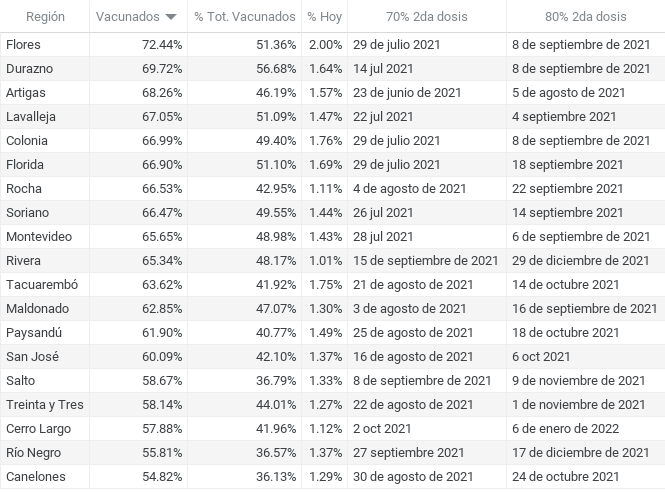 Región Vacunados % Tot. Vacunados % Hoy 70% 2da dosis 80% 2da dosis
Flores 72.44% 51.36% 2.00% 29 de julio 2021 8 de septiembre de 2021
Durazno 69.72% 56.68% 1.64% 14 jul 2021 8 de septiembre de 2021
Artigas 68.26% 46.19% 1.57% 23 de junio de 2021 5 de agosto de 2021
Lavalleja 67.05% 51.09% 1.47% 22 jul 2021 4 septiembre 2021
Colonia 66.99% 49.40% 1.76% 29 de julio 2021 8 de septiembre de 2021
Florida 66.90% 51.10% 1.69% 29 de julio 2021 18 septiembre 2021
Rocha 66.53% 42.95% 1.11% 4 de agosto de 2021 22 septiembre 2021
Soriano 66.47% 49.55% 1.44% 26 jul 2021 14 septiembre 2021
Montevideo 65.65% 48.98% 1.43% 28 jul 2021 6 de septiembre de 2021
Rivera 65.34% 48.17% 1.01% 15 de septiembre de 2021 29 de diciembre de 2021
Tacuarembó 63.62% 41.92% 1.75% 21 de agosto de 2021 14 de octubre 2021
Maldonado 62.85% 47.07% 1.30% 3 de agosto de 2021 16 de septiembre de 2021
Paysandú 61.90% 40.77% 1.49% 25 de agosto de 2021 18 de octubre 2021
San José 60.09% 42.10% 1.37% 16 de agosto de 2021 6 oct 2021
Salto 58.67% 36.79% 1.33% 8 de septiembre de 2021 9 de noviembre de 2021
Treinta y Tres 58.14% 44.01% 1.27% 22 de agosto de 2021 1 de noviembre de 2021
Cerro Largo 57.88% 41.96% 1.12% 2 oct 2021 6 de enero de 2022
Río Negro 55.81% 36.57% 1.37% 27 septiembre 2021 17 de diciembre de 2021
Canelones 54.82% 36.13% 1.29% 30 de agosto de 2021 24 de octubre 2021